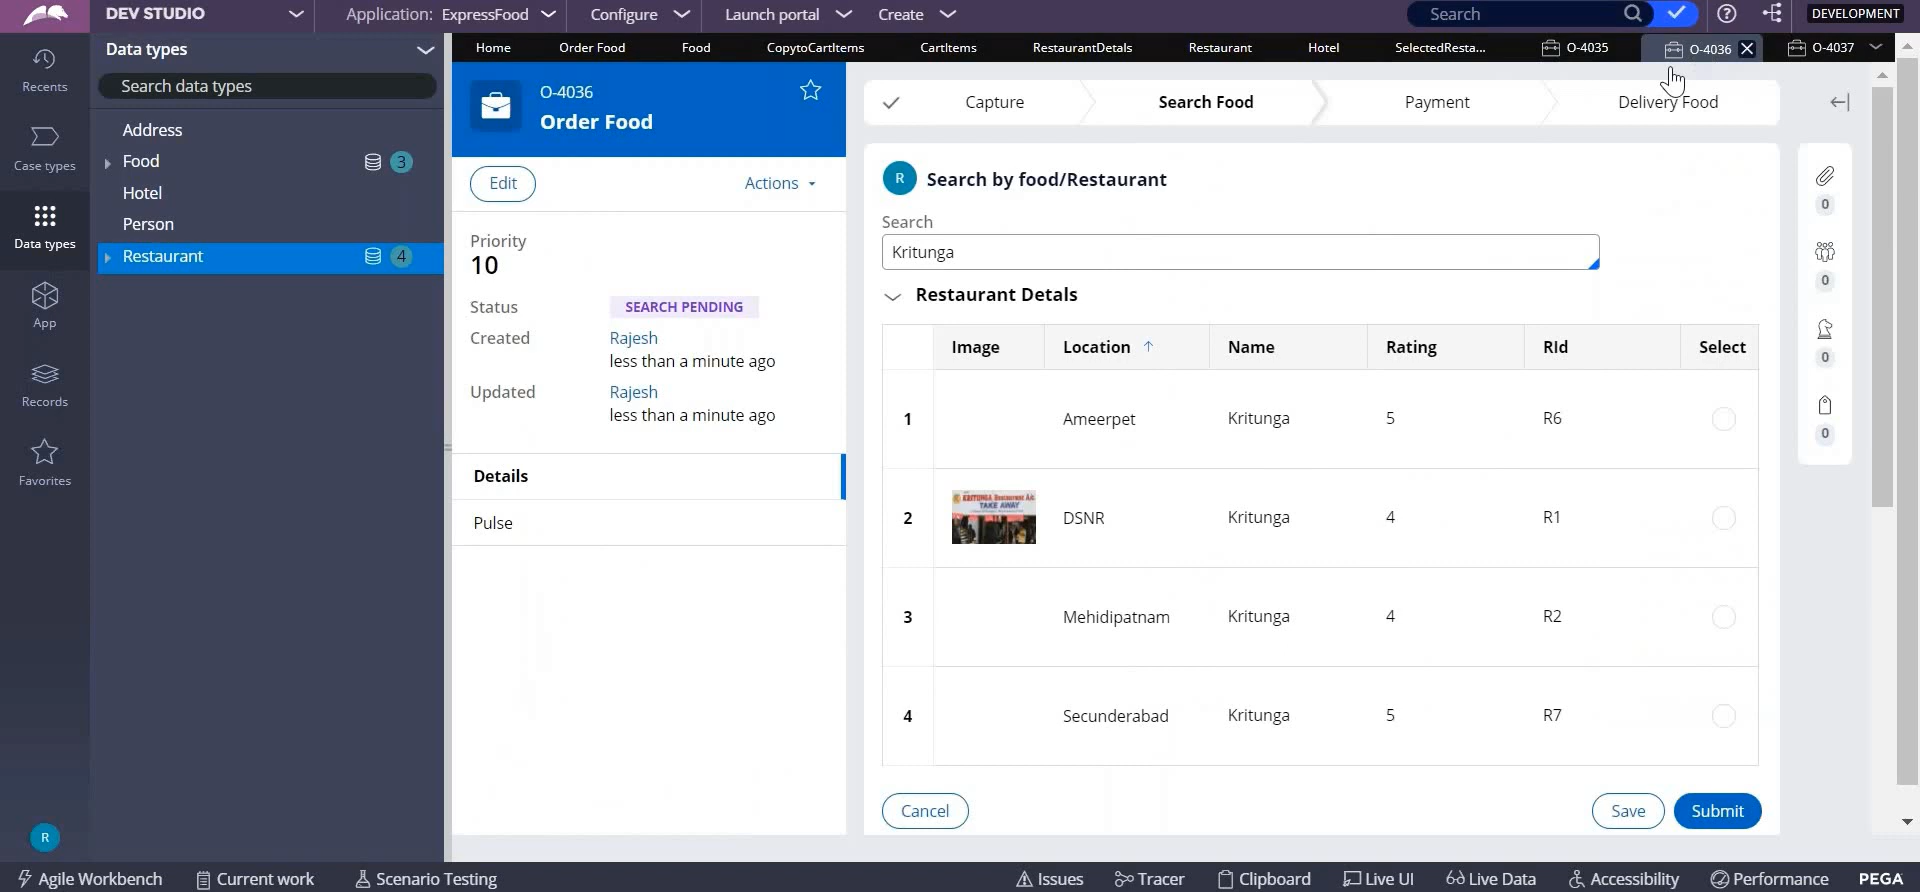 DEV STUDIO
Application: ExpressFood
Configure
Launch portal
Create
Search
DEVELOPMENT
Recents
Case types
Data types
App
Records
Favorites
R
Data types
Search data types
Address
Food 3
Hotel
Person
Restaurant 4
Home
Order Food
Food
CopytoCartItems
CartItems
RestaurantDetals
Restaurant
Hotel
SelectedResta...
O-4035
O-4036
O-4037
O-4036
Order Food
Edit
Actions
Priority
10
Status SEARCH PENDING
Created Rajesh
less than a minute ago
Updated Rajesh
less than a minute ago
Details
Pulse
Capture
Search Food
Payment
Delivery Food
R Search by food/Restaurant
Search
Kritunga
Restaurant Detals
Image Location Name Rating RId Select
1 Ameerpet Kritunga 5 R6
KRITUNGA Restaurant
TAKE AWAY
2 DSNR Kritunga 4 R1
3 Mehidipatnam Kritunga 4 R2
4 Secunderabad Kritunga 5 R7
Cancel
Save
Submit
0
0
0
0
Agile Workbench
Current work
Scenario Testing
Issues
Tracer
Clipboard
Live UI
Live Data
Accessibility
Performance
PEGA